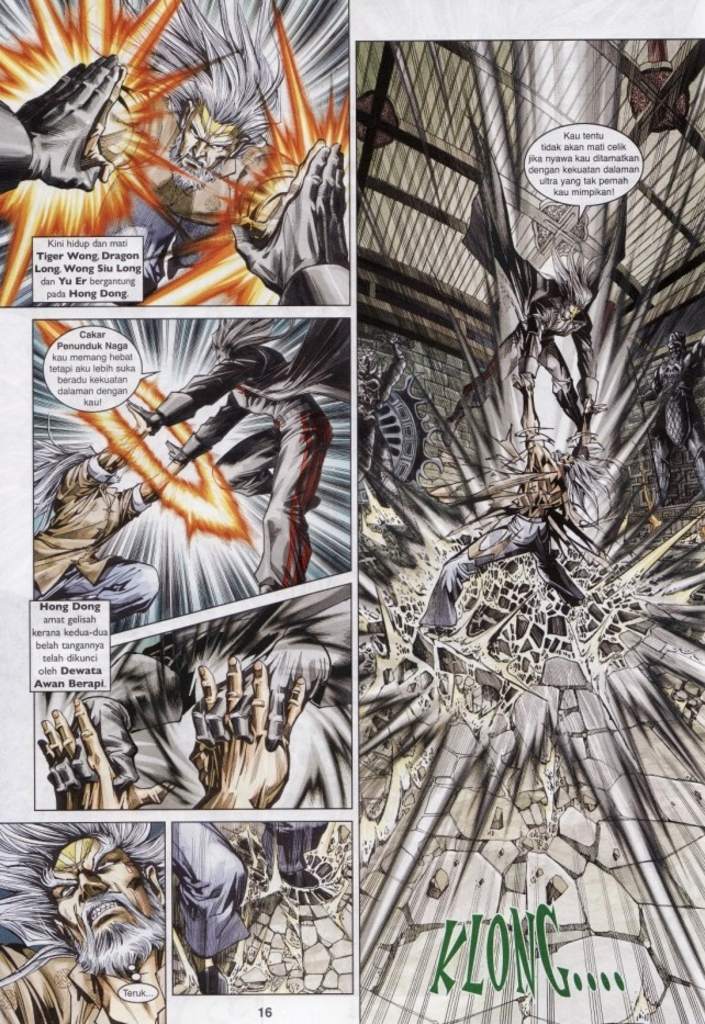 Kini hidup dan mati
Tiger Wong, Dragon
Long, Wong Siu Long
dan Yu Er bergantung
pada Hong Dong.
Cakar
Penunduk Naga
kau memang hebat
tetapi aku lebih suka
beradu kekuatan
dalaman dengan
kau!
Hong Dong
amat gelisah
kerana kedua-dua
belah tangannya
telah dikunci
oleh Dewata
Awan Berapi.
Teruk...
Kau tentu
tidak akan mati celik
jika nyawa kau ditamatkan
dengan kekuatan dalaman
ultra yang tak pernah
kau mimpikan!
KLONG....
16